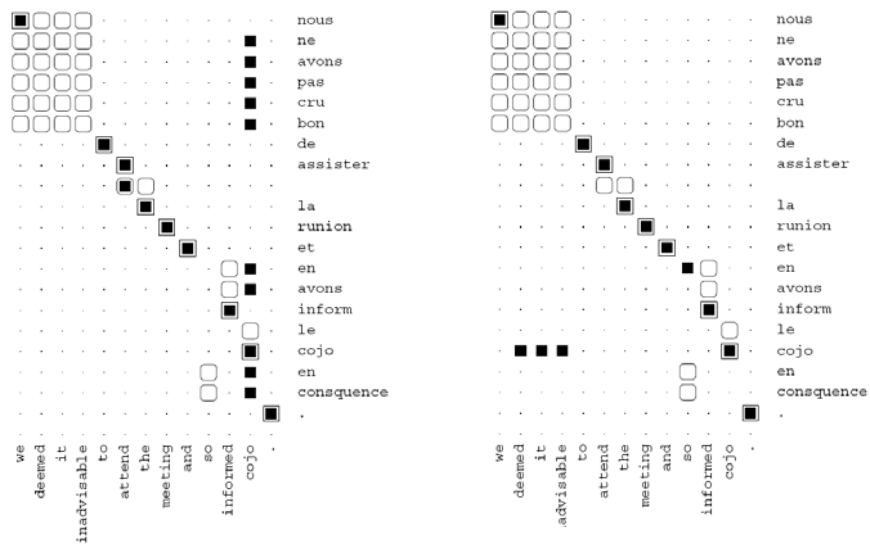 nous
ne
avons
pas
cru
bon
de
assister
la
runion
et
en
avons
inform
le
cojo
en
consquence
.
we
deemed
it
inadvisable
to
attend
the
meeting
and
so
informed
cojo
.
nous
ne
avons
pas
cru
bon
de
assister
la
runion
et
en
avons
inform
le
cojo
en
consquence
.
we
deemed
it
advisable
to
attend
the
meeting
and
so
informed
cojo
.